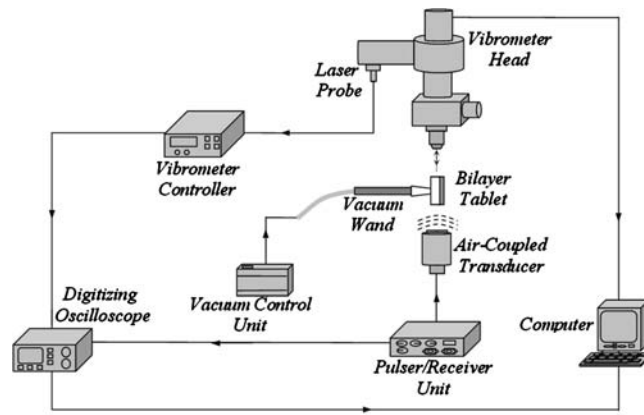 Vibrometer
Head
Laser
Probe
Vibrometer
Controller
Bilayer
Tablet
Vacuum
Wand
Air-Coupled
Transducer
Vacuum Control
Unit
Digitizing
Oscilloscope
Computer
Pulser/Receiver
Unit